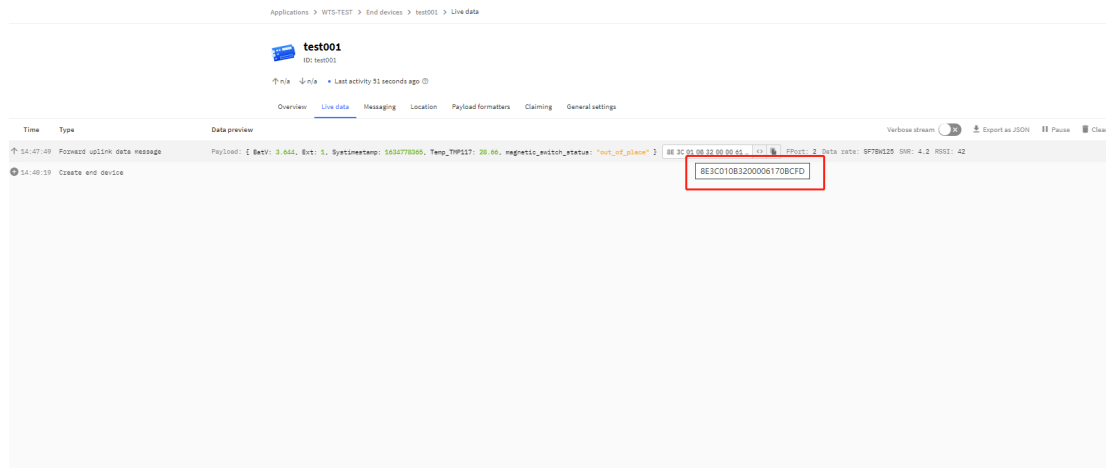 Applications > WTS-TEST > End devices > test001 > Live data
test001
ID: test001
↑ n/a ↓ n/a • Last activity 51 seconds ago
Overview Live data Messaging Location Payload formatters Claiming General settings
Time Type Data preview Verbose stream Export as JSON Pause Clear
↑ 14:47:49 Forward uplink data message Payload: { BatV: 3.644, Ext: 1, Systimestamp: 1634778365, Temp_TMP117: 28.66, magnetic_switch_status: "out_of_place" } 8E 3C 01 0B 32 00 00 61 … <> FPort: 2 Data rate: SF7BW125 SNR: 4.2 RSSI: 42
8E3C010B3200006170BCFD
14:40:19 Create end device